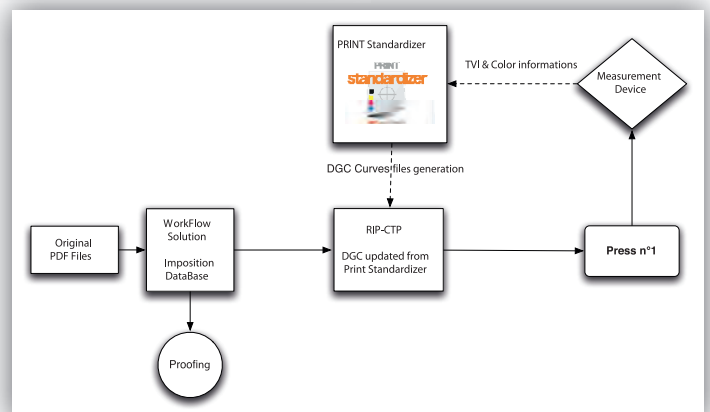 PRINT Standardizer
PRINT
standardizer
TVI & Color informations
Measurement
Device
DGC Curves files generation
Original
PDF Files
WorkFlow
Solution
Imposition
DataBase
RIP-CTP
DGC updated from
Print Standardizer
Press n°1
Proofing